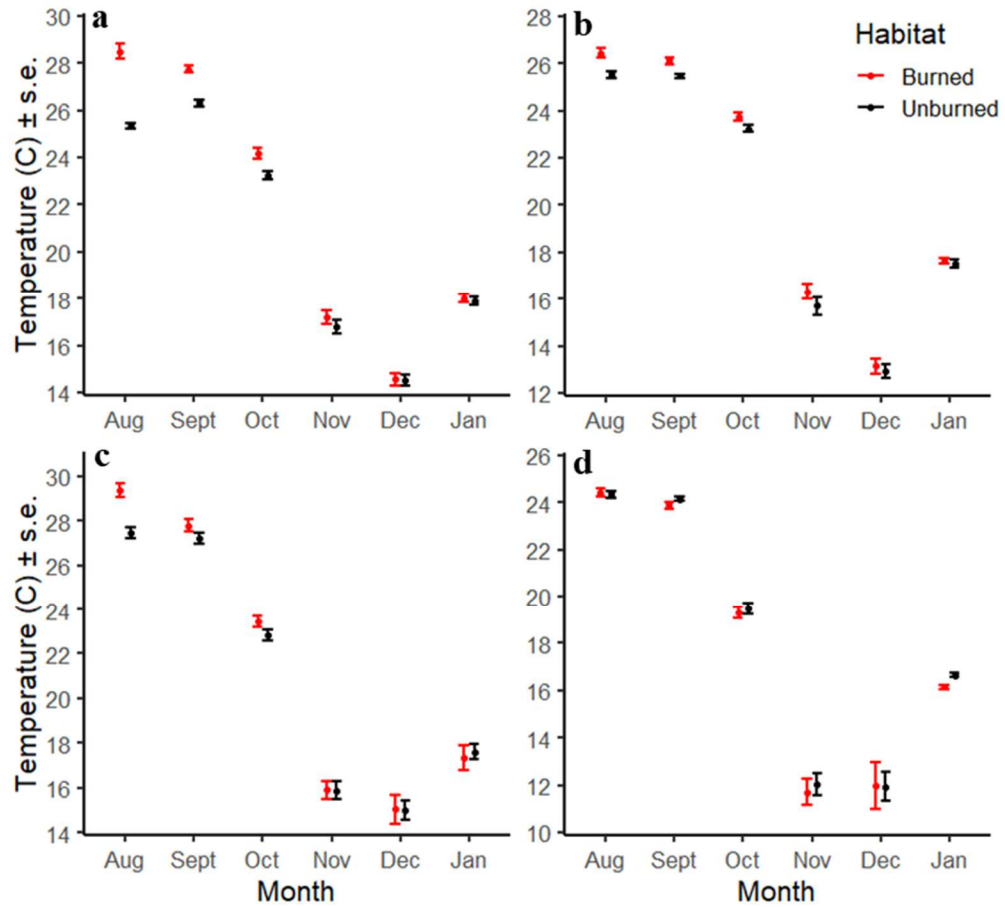 a
30
28
26
24
22
20
18
16
14
Temperature (C) ± s.e.
Aug Sept Oct Nov Dec Jan
b
28
26
24
22
20
18
16
14
12
Aug Sept Oct Nov Dec Jan
Habitat
Burned
Unburned
c
30
28
26
24
22
20
18
16
14
Temperature (C) ± s.e.
Aug Sept Oct Nov Dec Jan
Month
d
26
24
22
20
18
16
14
12
10
Aug Sept Oct Nov Dec Jan
Month